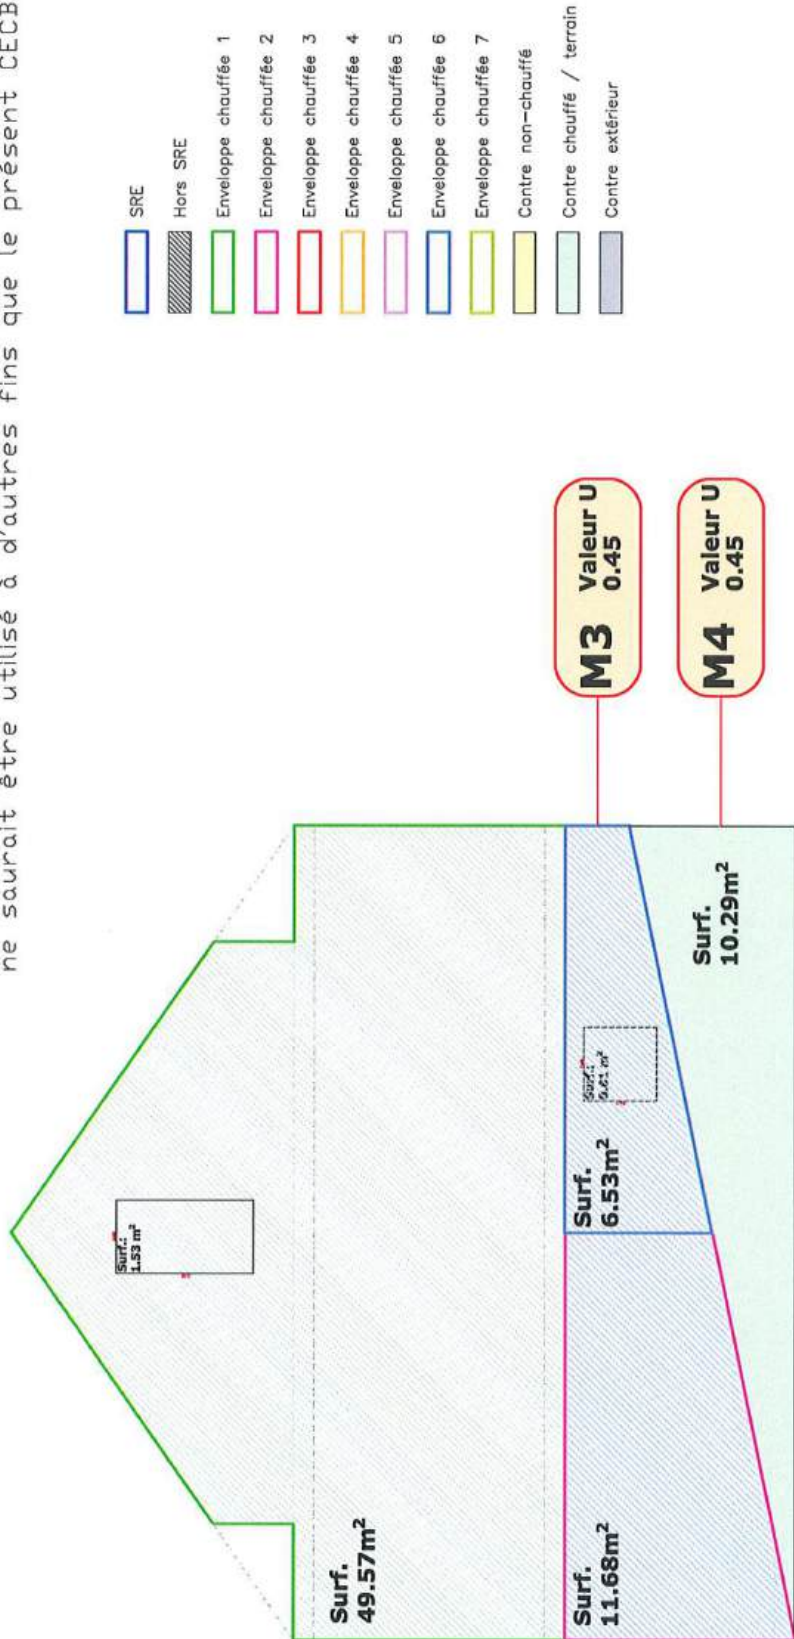 ne saurait être utilisé à d'autres fins que le présent CECB
SRE
Hors SRE
Enveloppe chauffée 1
Enveloppe chauffée 2
Enveloppe chauffée 3
Enveloppe chauffée 4
Enveloppe chauffée 5
Enveloppe chauffée 6
Enveloppe chauffée 7
Contre non-chauffé
Contre chauffé / terrain
Contre extérieur
Surf.:
1.53 m²
Surf.
49.57m²
Surf.
11.68m²
Surf.
6.53m²
Surf.:
Surf.
10.29m²
M3 Valeur U
0.45
M4 Valeur U
0.45